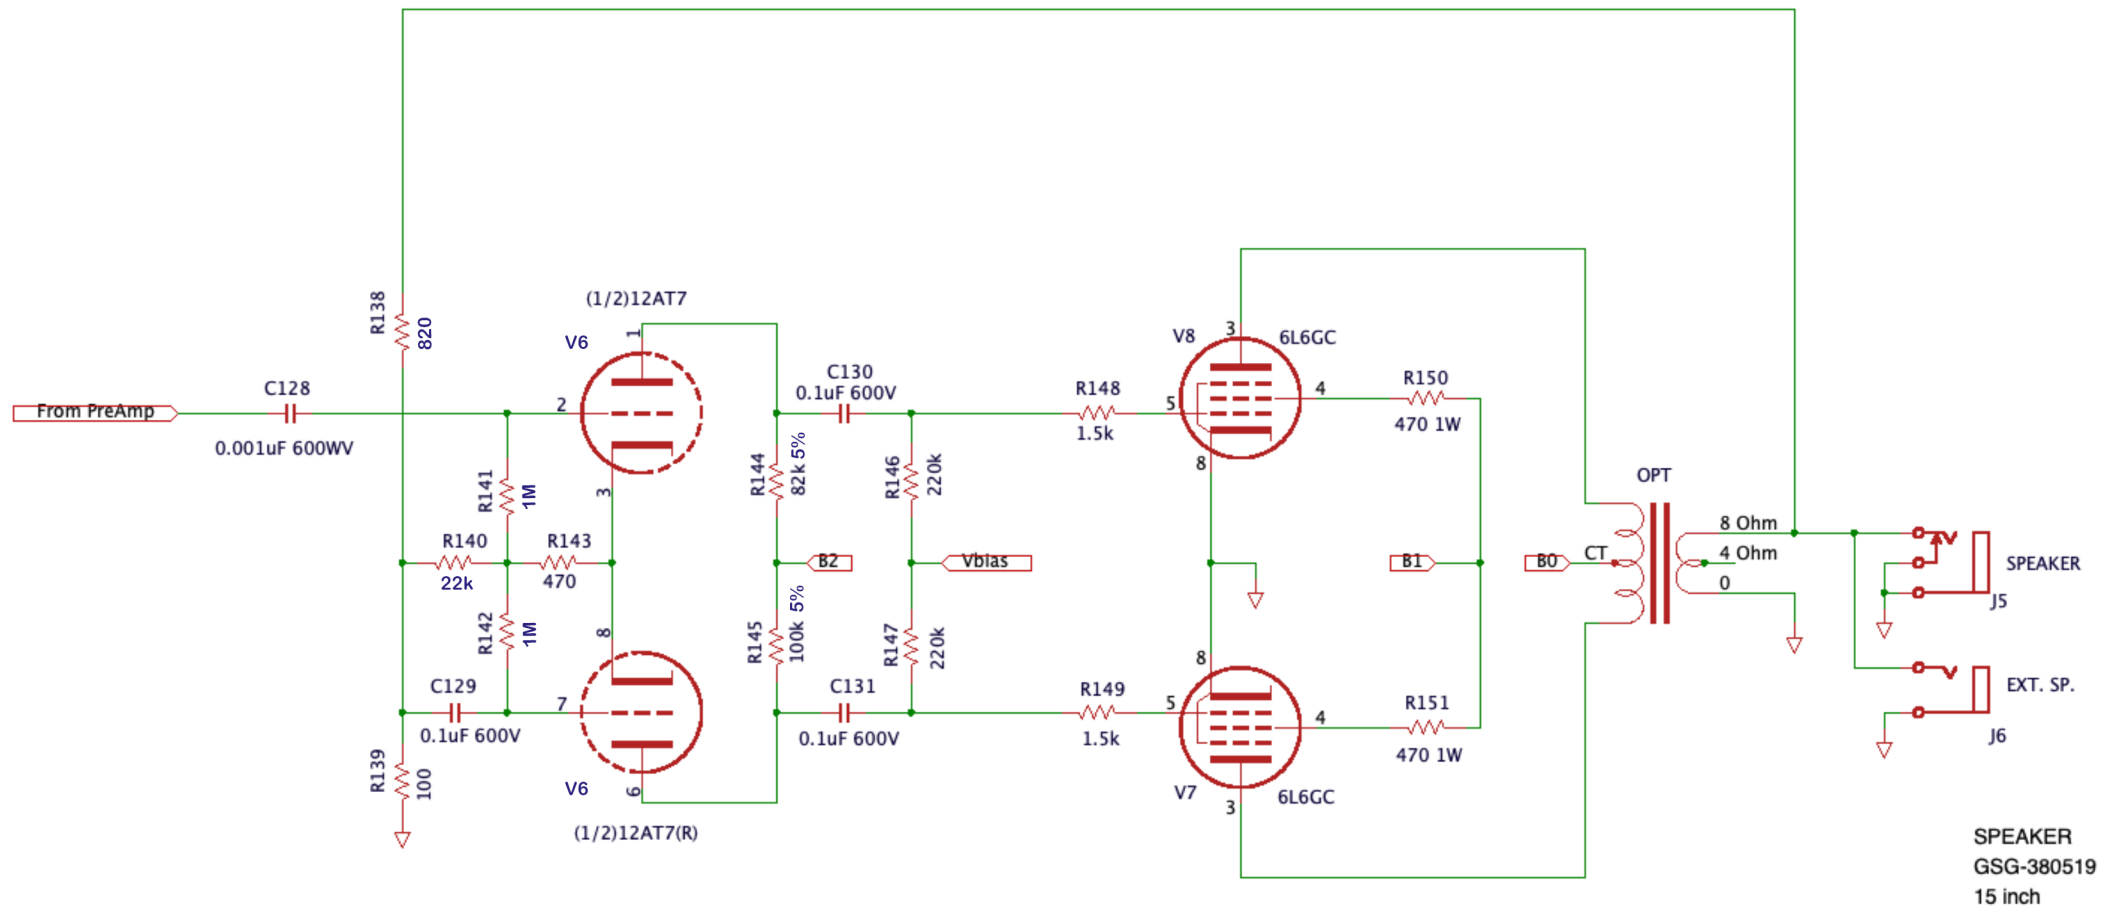 R138
820
(1/2)12AT7
V6
1
2
3
From PreAmp
C128
0.001uF 600WV
R141
1M
R140
22k
R143
470
R142
1M
C129
0.1uF 600V
R139
100
8
7
6
V6
(1/2)12AT7(R)
C130
0.1uF 600V
R144
82k 5%
B2
R145
100k 5%
R146
220k
Vbias
R147
220k
C131
0.1uF 600V
R148
1.5k
V8
3
6L6GC
5
4
8
R150
470 1W
B1
B0
CT
OPT
8 Ohm
4 Ohm
0
R149
1.5k
8
5
4
V7
3
6L6GC
R151
470 1W
SPEAKER
J5
EXT. SP.
J6
SPEAKER
GSG-380519
15 inch